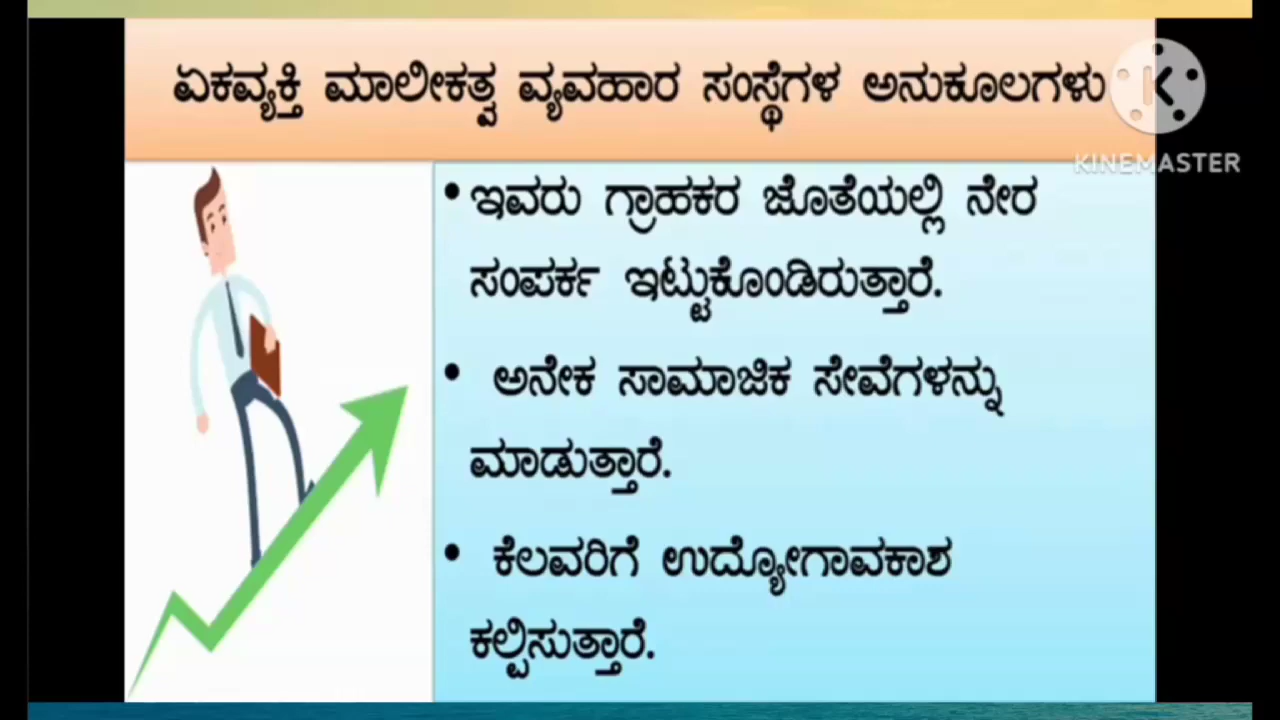 ಏಕವ್ಯಕ್ತಿ ಮಾಲೀಕತ್ವ ವ್ಯವಹಾರ ಸಂಸ್ಥೆಗಳ ಅನುಕೂಲಗಳು
KINEMASTER
•ಇವರು ಗ್ರಾಹಕರ ಜೊತೆಯಲ್ಲಿ ನೇರ
ಸಂಪರ್ಕ ಇಟ್ಟುಕೊಂಡಿರುತ್ತಾರೆ.
• ಅನೇಕ ಸಾಮಾಜಿಕ ಸೇವೆಗಳನ್ನು
ಮಾಡುತ್ತಾರೆ.
• ಕೆಲವರಿಗೆ ಉದ್ಯೋಗಾವಕಾಶ
ಕಲ್ಪಿಸುತ್ತಾರೆ.